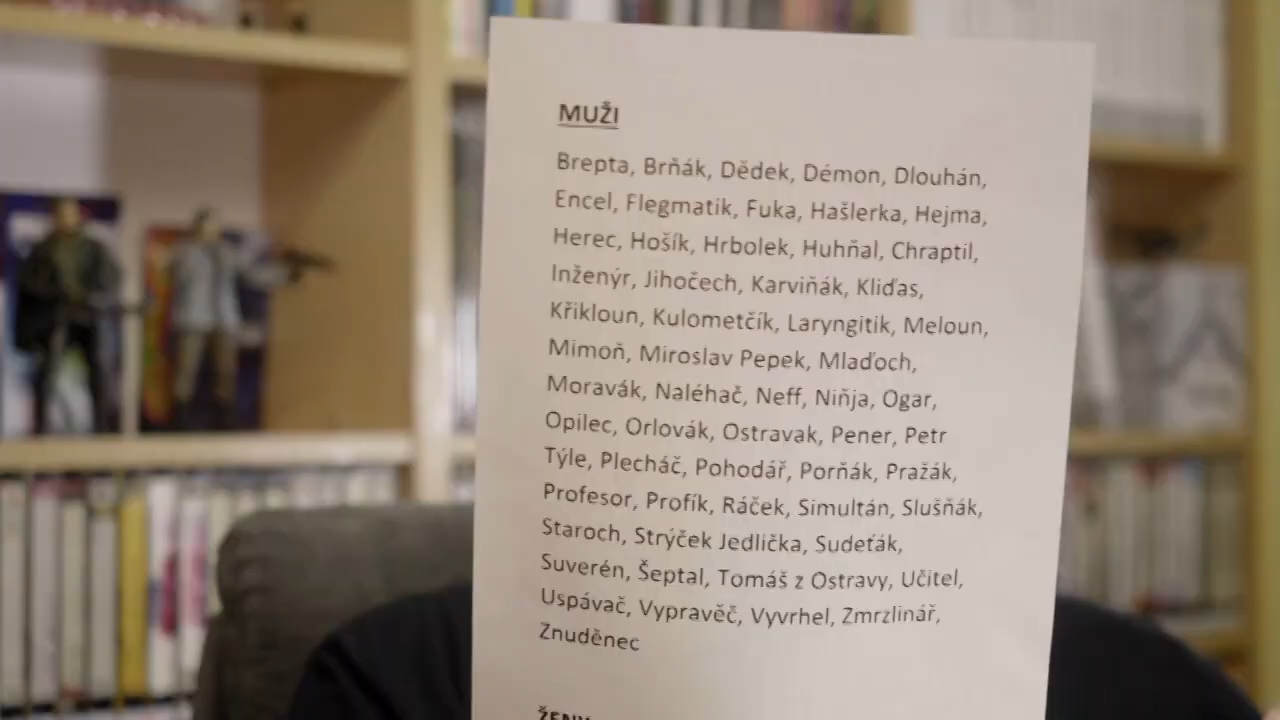 MUŽI
Brepta, Brňák, Dědek, Démon, Dlouhán,
Encel, Flegmatik, Fuka, Hašlerka, Hejma,
Herec, Hošík, Hrbolek, Huhňal, Chraptil,
Inženýr, Jihočech, Karviňák, Kliďas,
Křikloun, Kulometčík, Laryngitik, Meloun,
Mimoň, Miroslav Pepek, Mlaďoch,
Moravák, Naléhač, Neff, Niňja, Ogar,
Opilec, Orlovák, Ostravak, Pener, Petr
Týle, Plecháč, Pohodář, Porňák, Pražák,
Profesor, Profík, Ráček, Simultán, Slušňák,
Staroch, Strýček Jedlička, Sudeťák,
Suverén, Šeptal, Tomáš z Ostravy, Učitel,
Uspávač, Vypravěč, Vyvrhel, Zmrzlinář,
Znuděnec
ŽENY